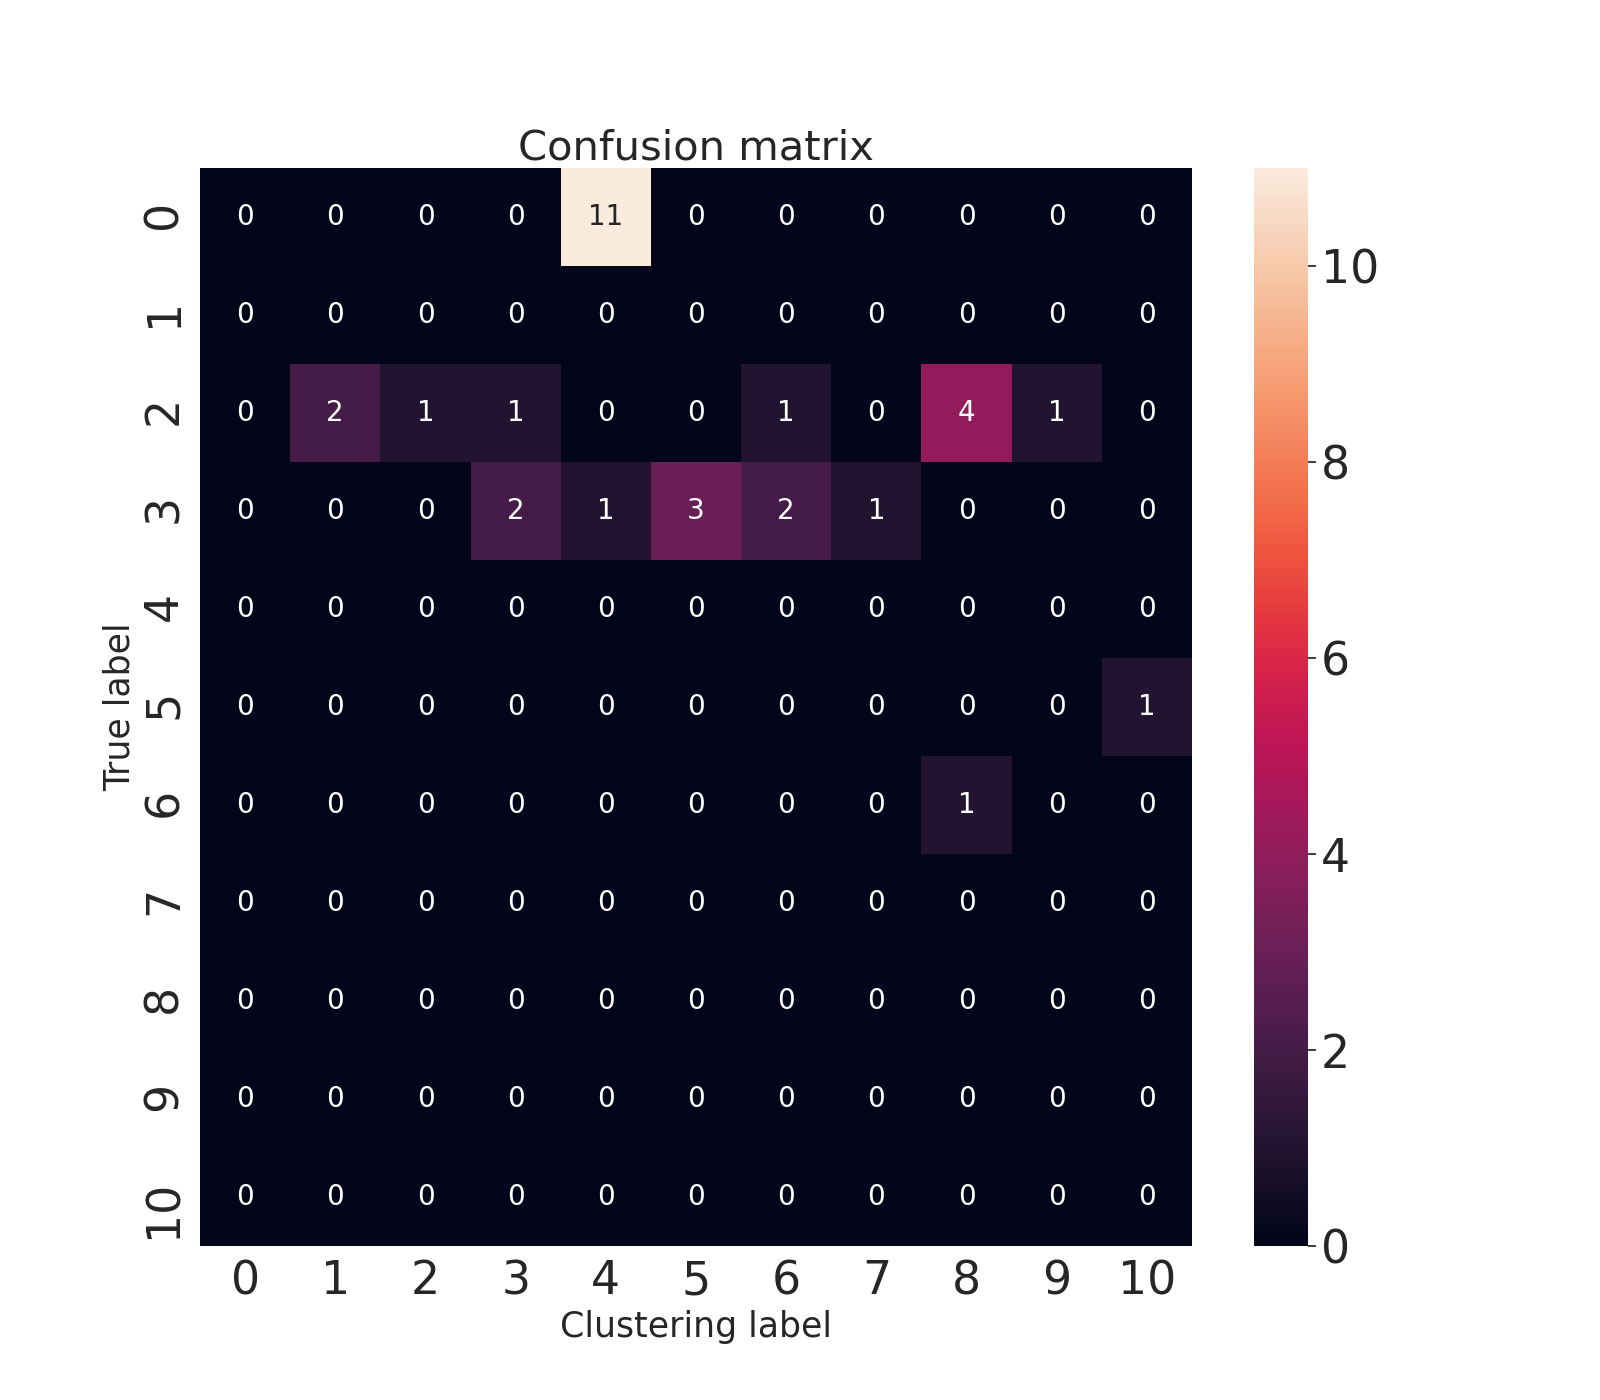 Confusion matrix
0 0 0 0 0 11 0 0 0 0 0 0
1 0 0 0 0 0 0 0 0 0 0 0
2 0 2 1 1 0 0 1 0 4 1 0
3 0 0 0 2 1 3 2 1 0 0 0
4 0 0 0 0 0 0 0 0 0 0 0
5 0 0 0 0 0 0 0 0 0 0 1
6 0 0 0 0 0 0 0 0 1 0 0
7 0 0 0 0 0 0 0 0 0 0 0
8 0 0 0 0 0 0 0 0 0 0 0
9 0 0 0 0 0 0 0 0 0 0 0
10 0 0 0 0 0 0 0 0 0 0 0
0 1 2 3 4 5 6 7 8 9 10
Clustering label
True label
10
8
6
4
2
0